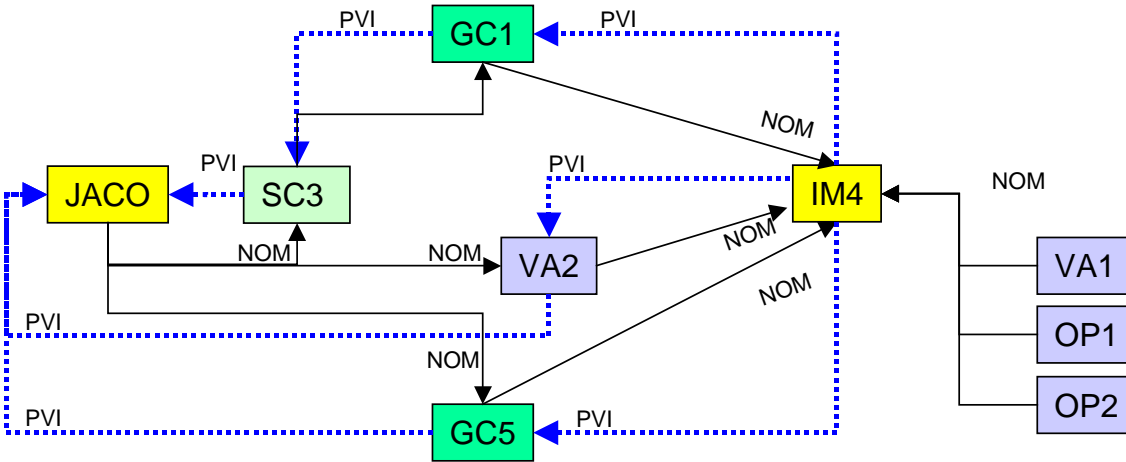 PVI
GC1
PVI
NOM
PVI
PVI
JACO
SC3
IM4
NOM
NOM
NOM
NOM
VA2
VA1
NOM
PVI
OP1
NOM
PVI
GC5
PVI
OP2